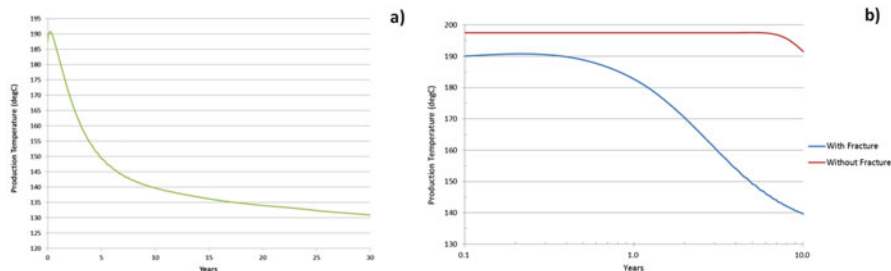 a)
195
190
185
180
175
170
165
160
155
150
145
140
135
130
125
120
Production Temperature (degC)
0 5 10 15 20 25 30
Years
b)
200
190
180
170
160
150
140
130
Production Temperature (degC)
0.1 1.0 10.0
Years
With Fracture
Without Fracture